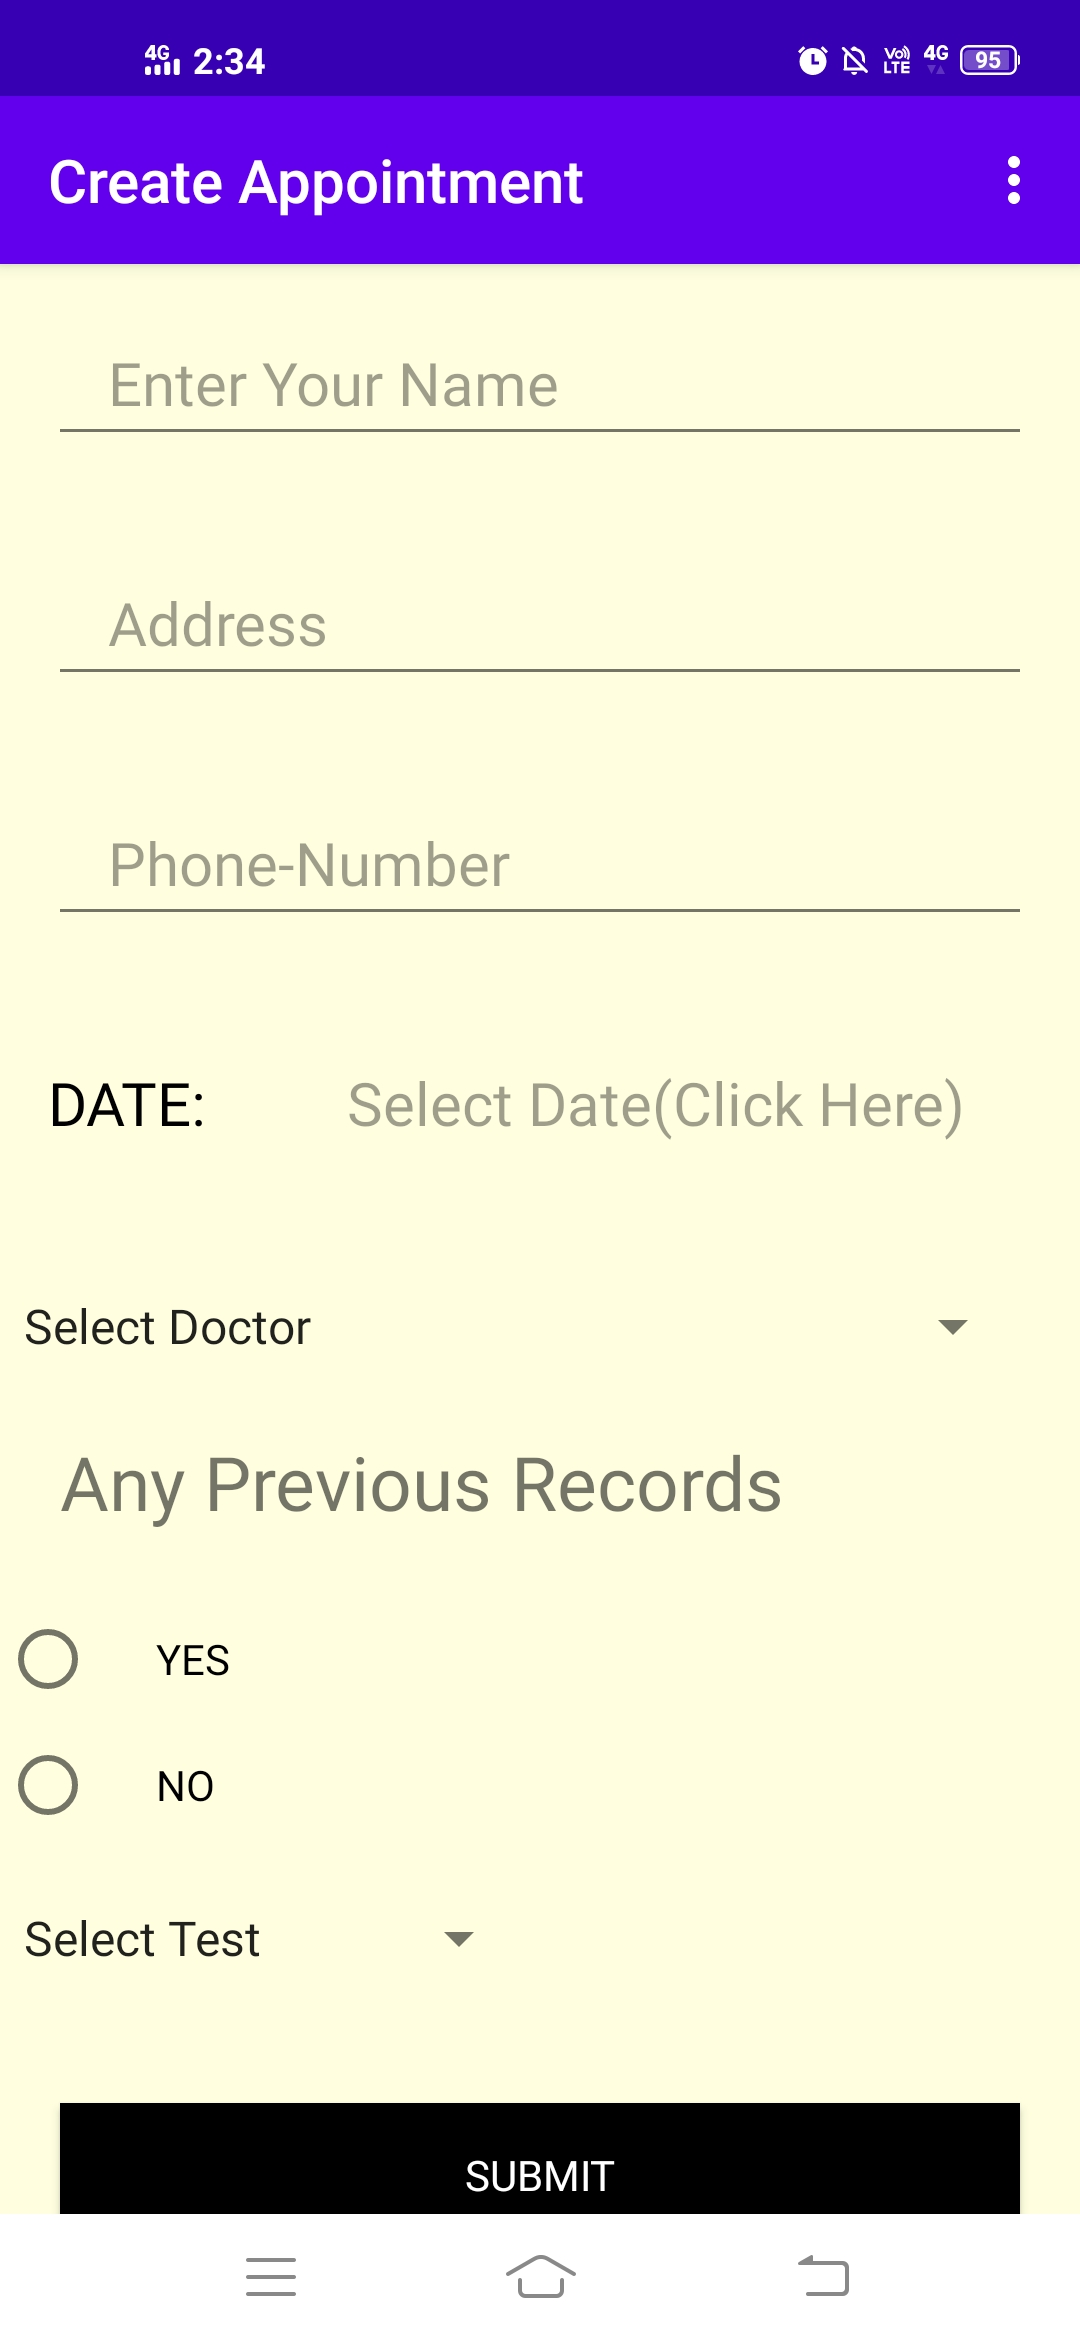 4G 2:34 Vo) LTE 4G 95
Create Appointment
Enter Your Name
Address
Phone-Number
DATE: Select Date(Click Here)
Select Doctor
Any Previous Records
YES
NO
Select Test
SUBMIT